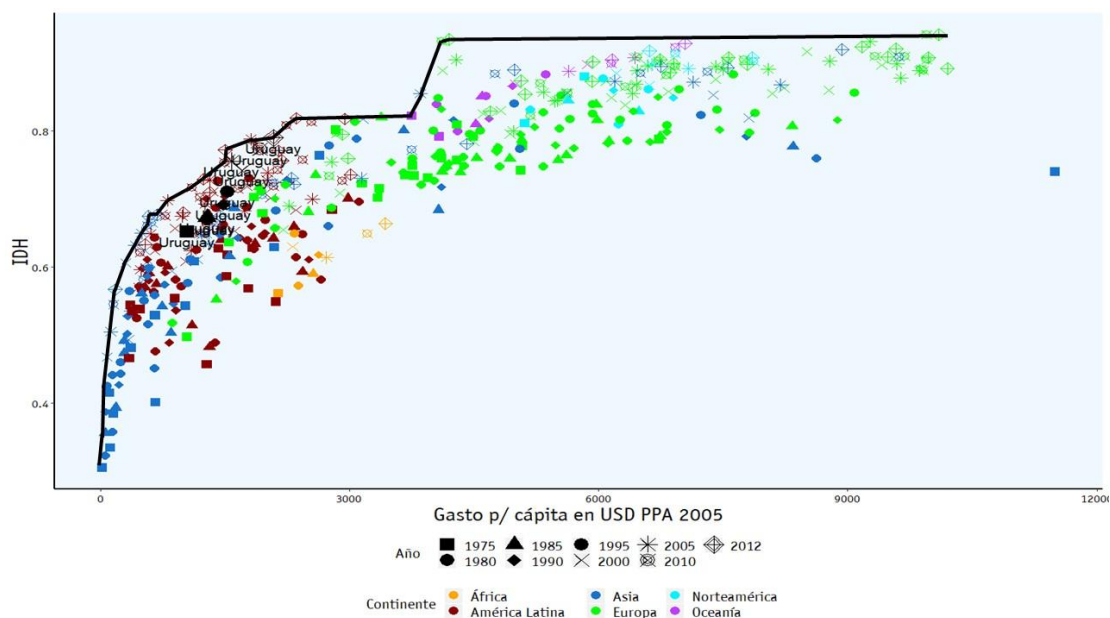 0.8
0.6
0.4
IDH
Uruguay
Uruguay
Uruguay
Uruguay
Uruguay
Uruguay
Uruguay
Uruguay
0
3000
6000
9000
12000
Gasto p/ cápita en USD PPA 2005
Año
1975
1985
1995
2005
2012
1980
1990
2000
2010
Continente
África
Asia
Norteamérica
América Latina
Europa
Oceanía